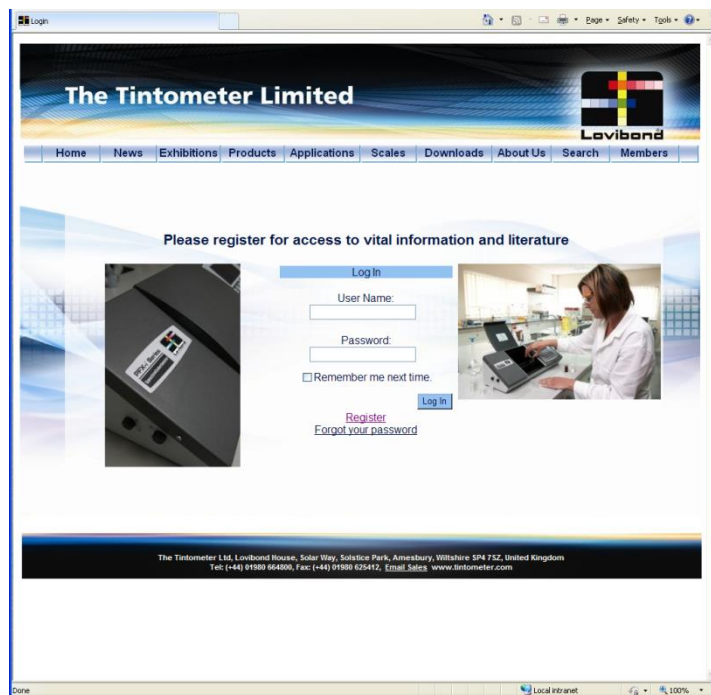 Login
Page Safety Tools
The Tintometer Limited
Lovibond
Home News Exhibitions Products Applications Scales Downloads About Us Search Members
Please register for access to vital information and literature
Log In
User Name:
Password:
Remember me next time.
Log In
Register
Forgot your password
PFX Series
The Tintometer Ltd, Lovibond House, Solar Way, Solstice Park, Amesbury, Wiltshire SP4 7SZ, United Kingdom
Tel: (+44) 01980 664800, Fax: (+44) 01980 625412, Email Sales www.tintometer.com
Done Local intranet 100%